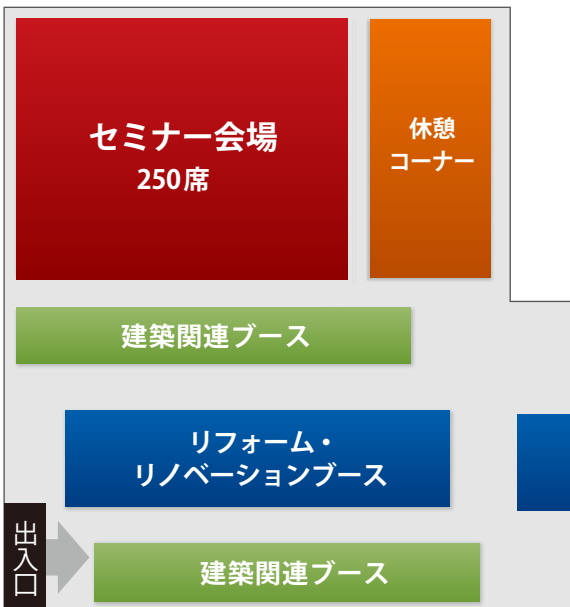 セミナー会場
250席
休憩
コーナー
建築関連ブース
リフォーム・
リノベーションブース
出入口
建築関連ブース